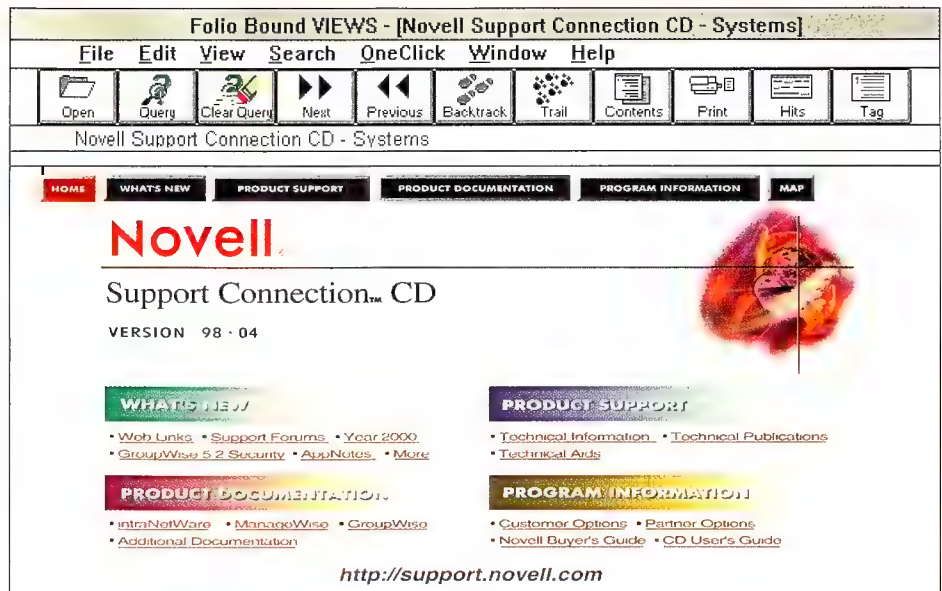 Folio Bound VIEWS - [Novell Support Connection CD - Systems]
File Edit View Search OneClick Window Help
Open Query Clear Query Next Previous Backtrack Trail Contents Print Hits Tag
Novell Support Connection CD - Systems
HOME WHAT'S NEW PRODUCT SUPPORT PRODUCT DOCUMENTATION PROGRAM INFORMATION MAP
Novell.
Support Connection™ CD
VERSION 98·04
WHAT'S NEW
• Web Links • Support Forums • Year 2000
• GroupWise 5.2 Security • AppNotes • More
PRODUCT SUPPORT
• Technical Information • Technical Publications
• Technical Aids
PRODUCT DOCUMENTATION
• intraNetWare • ManageWise • GroupWise
• Additional Documentation
PROGRAM INFORMATION
• Customer Options • Partner Options
• Novell Buyer's Guide • CD User's Guide
http://support.novell.com